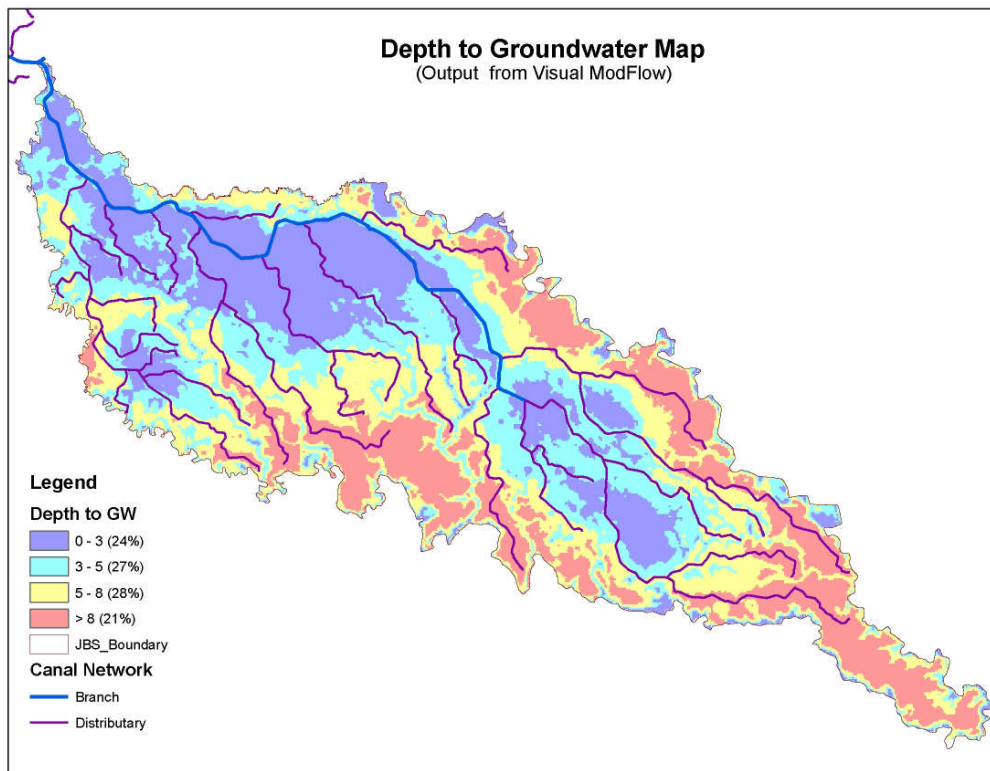 Depth to Groundwater Map
(Output from Visual ModFlow)
Legend
Depth to GW
0 - 3 (24%)
3 - 5 (27%)
5 - 8 (28%)
> 8 (21%)
JBS_Boundary
Canal Network
Branch
Distributary